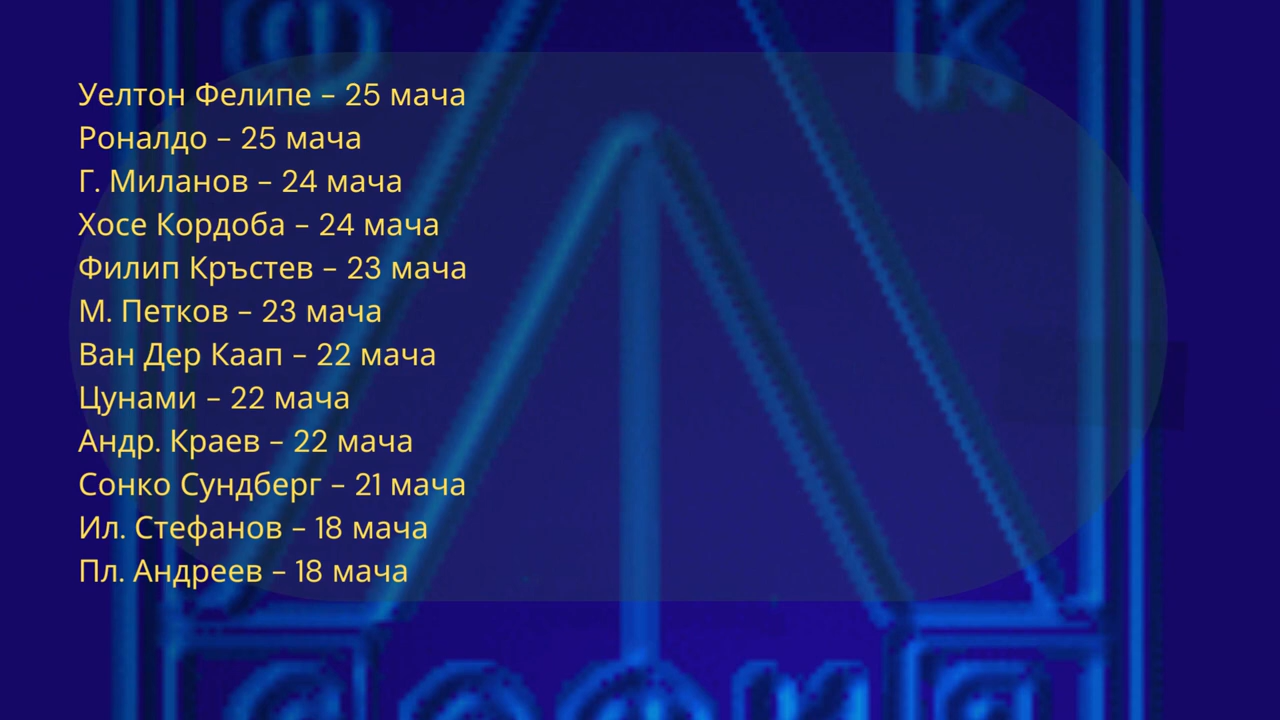 Ф К
Уелтон Фелипе – 25 мача
Роналдо – 25 мача
Г. Миланов – 24 мача
Хосе Кордоба – 24 мача
Филип Кръстев – 23 мача
М. Петков – 23 мача
Ван Дер Каап – 22 мача
Цунами – 22 мача
Андр. Краев – 22 мача
Сонко Сундберг – 21 мача
Ил. Стефанов – 18 мача
Пл. Андреев – 18 мача